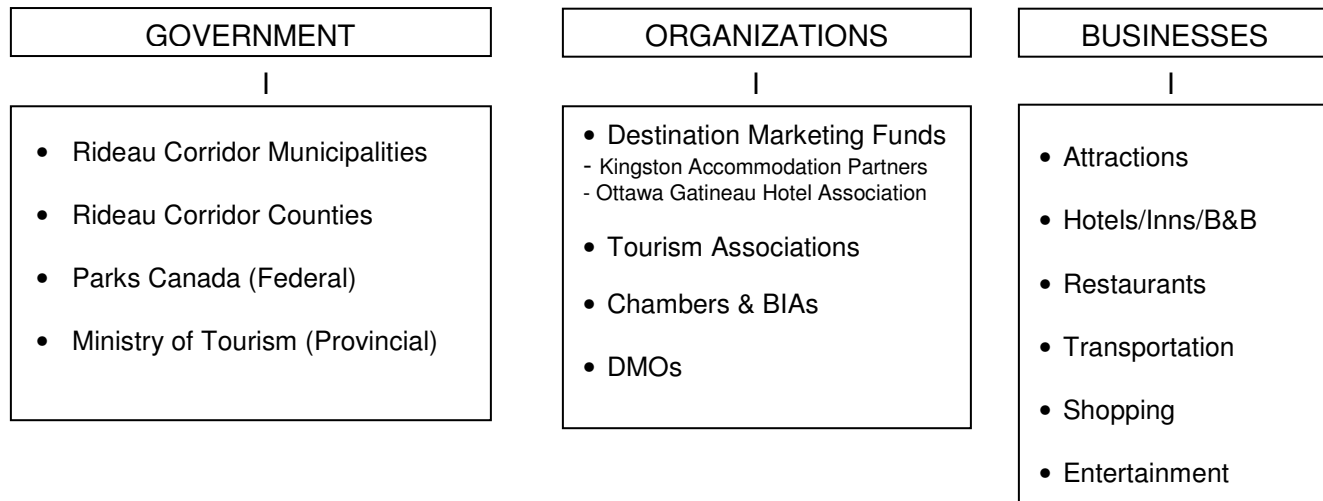 GOVERNMENT
• Rideau Corridor Municipalities
• Rideau Corridor Counties
• Parks Canada (Federal)
• Ministry of Tourism (Provincial)
ORGANIZATIONS
• Destination Marketing Funds
- Kingston Accommodation Partners
- Ottawa Gatineau Hotel Association
• Tourism Associations
• Chambers & BIAs
• DMOs
BUSINESSES
• Attractions
• Hotels/Inns/B&B
• Restaurants
• Transportation
• Shopping
• Entertainment